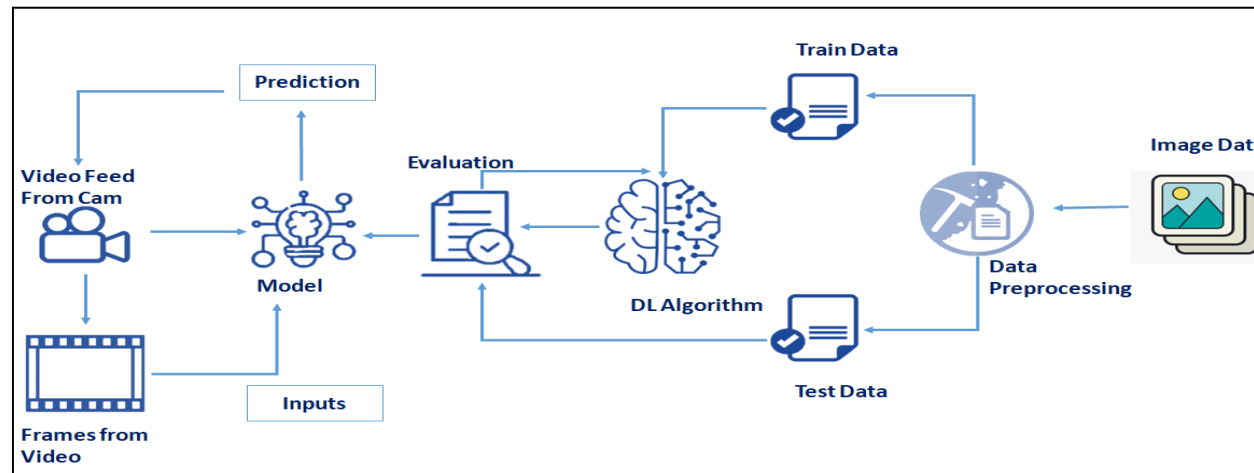 Train Data
Prediction
Image Dat
Evaluation
Video Feed
From Cam
Data
Preprocessing
Model
DL Algorithm
Test Data
Inputs
Frames from
Video